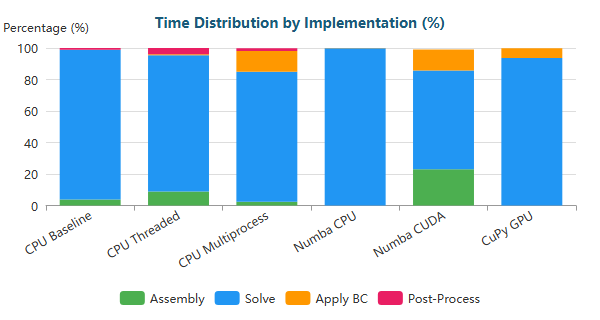 Time Distribution by Implementation (%)
Percentage (%)
100
80
60
40
20
0
CPU Baseline
CPU Threaded
CPU Multiprocess
Numba CPU
Numba CUDA
CuPy GPU
Assembly Solve Apply BC Post-Process